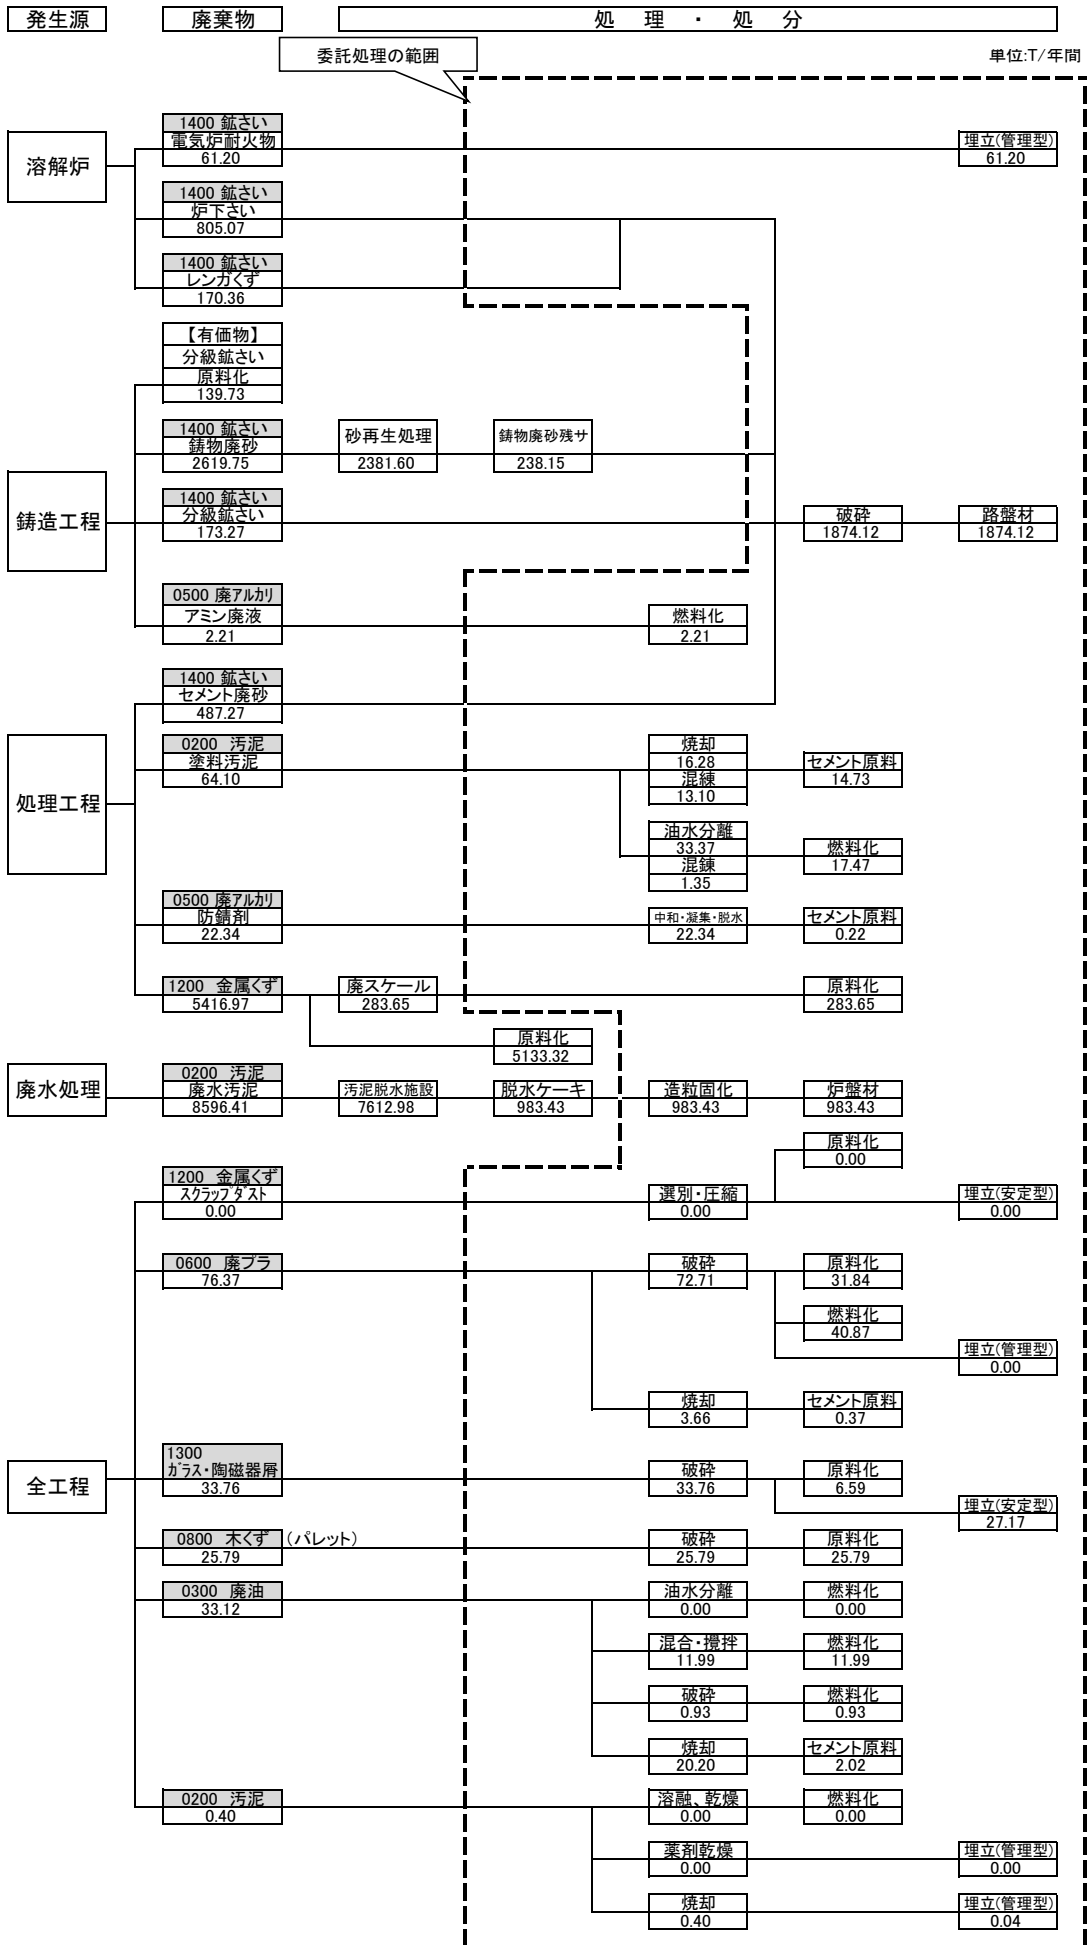 発生源
廃棄物
処 理 ・ 処 分
委託処理の範囲
単位:T/年間
溶解炉
1400 鉱さい
電気炉耐火物
61.20
埋立(管理型)
61.20
1400 鉱さい
炉下さい
805.07
1400 鉱さい
レンガくず
170.36
【有価物】
分級鉱さい
原料化
139.73
鋳造工程
1400 鉱さい
鋳物廃砂
2619.75
砂再生処理
2381.60
鋳物廃砂残サ
238.15
1400 鉱さい
分級鉱さい
173.27
破砕
1874.12
路盤材
1874.12
0500 廃アルカリ
アミン廃液
2.21
燃料化
2.21
処理工程
1400 鉱さい
セメント廃砂
487.27
0200 汚泥
塗料汚泥
64.10
焼却
16.28
混練
13.10
セメント原料
14.73
油水分離
33.37
混錬
1.35
燃料化
17.47
0500 廃アルカリ
防錆剤
22.34
中和・凝集・脱水
22.34
セメント原料
0.22
1200 金属くず
5416.97
廃スケール
283.65
原料化
283.65
原料化
5133.32
廃水処理
0200 汚泥
廃水汚泥
8596.41
汚泥脱水施設
7612.98
脱水ケーキ
983.43
造粒固化
983.43
炉盤材
983.43
原料化
0.00
1200 金属くず
スクラップダスト
0.00
選別・圧縮
0.00
埋立(安定型)
0.00
0600 廃プラ
76.37
破砕
72.71
原料化
31.84
燃料化
40.87
埋立(管理型)
0.00
焼却
3.66
セメント原料
0.37
全工程
1300
ガラス・陶磁器屑
33.76
破砕
33.76
原料化
6.59
埋立(安定型)
27.17
0800 木くず (パレット)
25.79
破砕
25.79
原料化
25.79
0300 廃油
33.12
油水分離
0.00
燃料化
0.00
混合・攪拌
11.99
燃料化
11.99
破砕
0.93
燃料化
0.93
焼却
20.20
セメント原料
2.02
0200 汚泥
0.40
溶融、乾燥
0.00
燃料化
0.00
薬剤乾燥
0.00
埋立(管理型)
0.00
焼却
0.40
埋立(管理型)
0.04